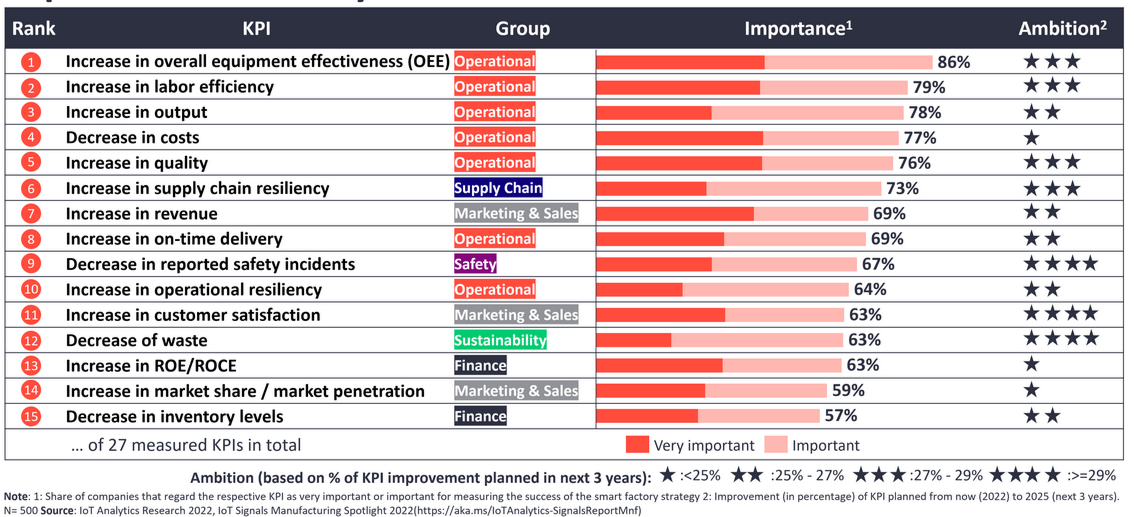 Rank KPI Group Importance1 Ambition2
1 Increase in overall equipment effectiveness (OEE) Operational 86% ★★★
2 Increase in labor efficiency Operational 79% ★★★
3 Increase in output Operational 78% ★★
4 Decrease in costs Operational 77% ★
5 Increase in quality Operational 76% ★★★
6 Increase in supply chain resiliency Supply Chain 73% ★★★
7 Increase in revenue Marketing & Sales 69% ★★
8 Increase in on-time delivery Operational 69% ★★
9 Decrease in reported safety incidents Safety 67% ★★★★
10 Increase in operational resiliency Operational 64% ★★
11 Increase in customer satisfaction Marketing & Sales 63% ★★★★
12 Decrease of waste Sustainability 63% ★★★★
13 Increase in ROE/ROCE Finance 63% ★
14 Increase in market share / market penetration Marketing & Sales 59% ★
15 Decrease in inventory levels Finance 57% ★★
... of 27 measured KPIs in total Very important Important
Ambition (based on % of KPI improvement planned in next 3 years): ★ :<25% ★★ :25% - 27% ★★★ :27% - 29% ★★★★ :>=29%
Note: 1: Share of companies that regard the respective KPI as very important or important for measuring the success of the smart factory strategy 2: Improvement (in percentage) of KPI planned from now (2022) to 2025 (next 3 years).
N= 500 Source: IoT Analytics Research 2022, IoT Signals Manufacturing Spotlight 2022(https://aka.ms/IoTAnalytics-SignalsReportMnf)